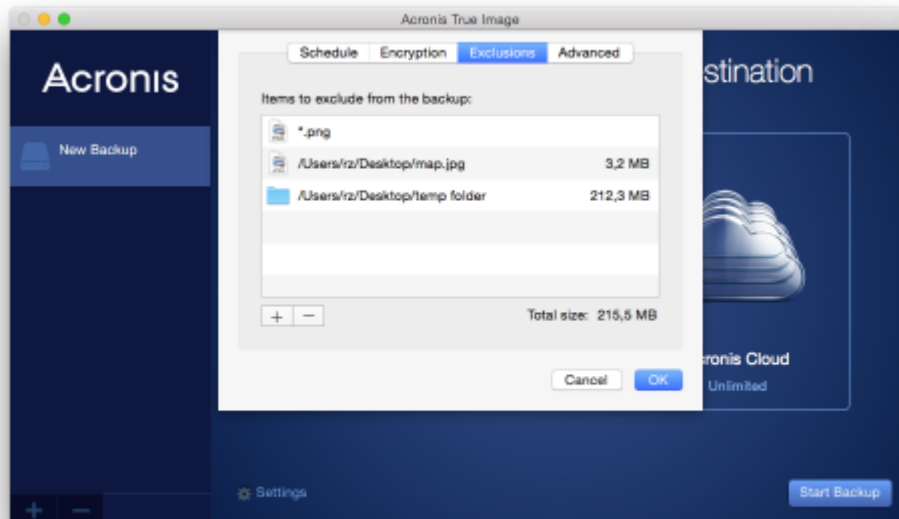 Acronis True Image
Acronis
New Backup
Schedule Encryption Exclusions Advanced
Items to exclude from the backup:
*.png
/Users/rz/Desktop/map.jpg 3,2 MB
/Users/rz/Desktop/temp folder 212,3 MB
+ − Total size: 215,5 MB
Cancel OK
stination
cronis Cloud
Unlimited
Settings
Start Backup
+ −